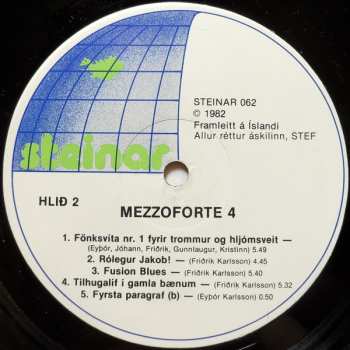 STEINAR 062
© 1982
Framleitt á Íslandi
Allur réttur áskilinn, STEF
steinar
HLIÐ 2
MEZZOFORTE 4
1. Fönksvíta nr. 1 fyrir trommur og hljómsveit —
(Eyþór, Jóhann, Friðrik, Gunnlaugur, Kristinn) 5.49
2. Rólegur Jakob! — (Friðrik Karlsson) 4.45
3. Fusion Blues — (Friðrik Karlsson) 5.40
4. Tilhugalíf í gamla bænum — (Friðrik Karlsson) 5.32
5. Fyrsta paragraf (b) — (Eyþór Karlsson) 0.50